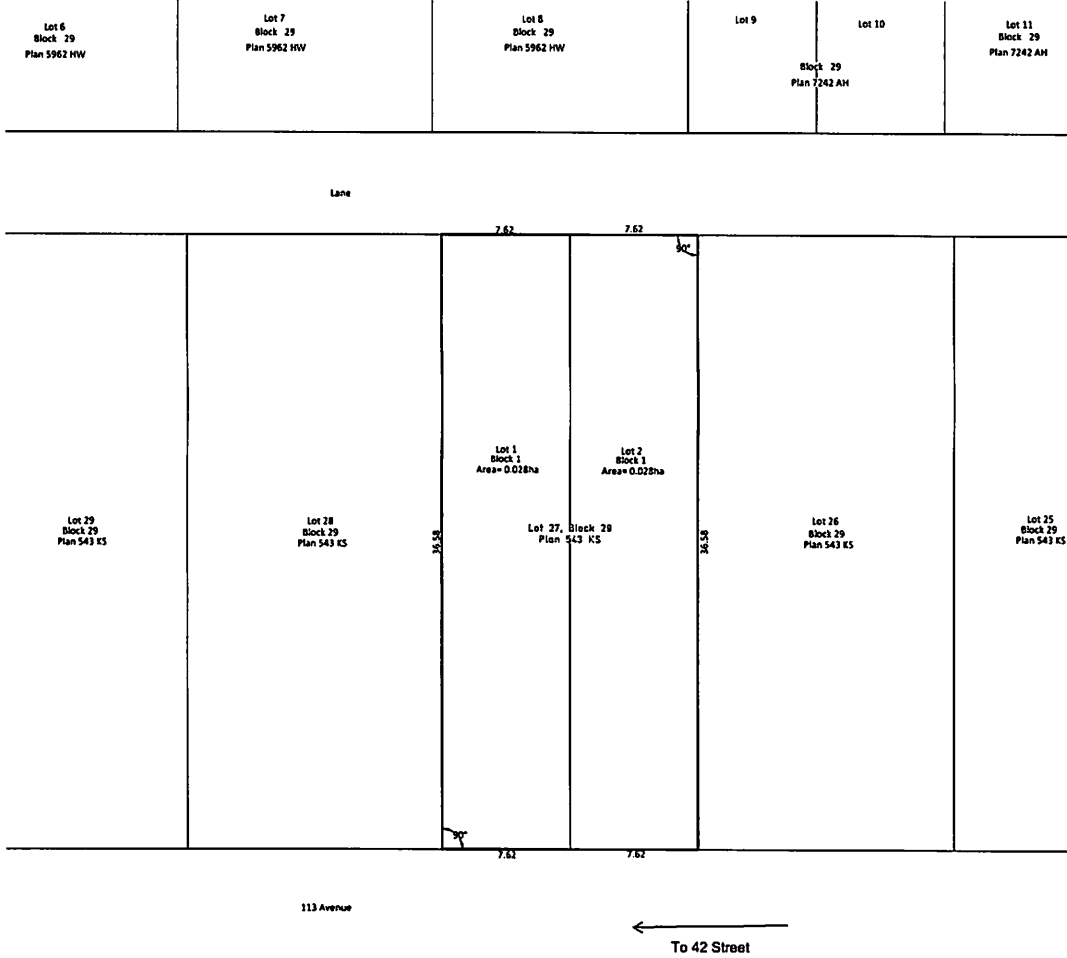 Lot 6
Block 29
Plan 5962 HW
Lot 7
Block 29
Plan 5962 HW
Lot 8
Block 29
Plan 5962 HW
Lot 9
Lot 10
Block 29
Plan 7242 AH
Lot 11
Block 29
Plan 7242 AH
Lane
7.62
7.62
90°
Lot 1
Block 1
Area= 0.028ha
Lot 2
Block 1
Area= 0.028ha
Lot 29
Block 29
Plan 543 KS
Lot 28
Block 29
Plan 543 KS
36.58
Lot 27, Block 29
Plan 543 KS
36.58
Lot 26
Block 29
Plan 543 KS
Lot 25
Block 29
Plan 543 KS
90°
7.62
7.62
113 Avenue
To 42 Street